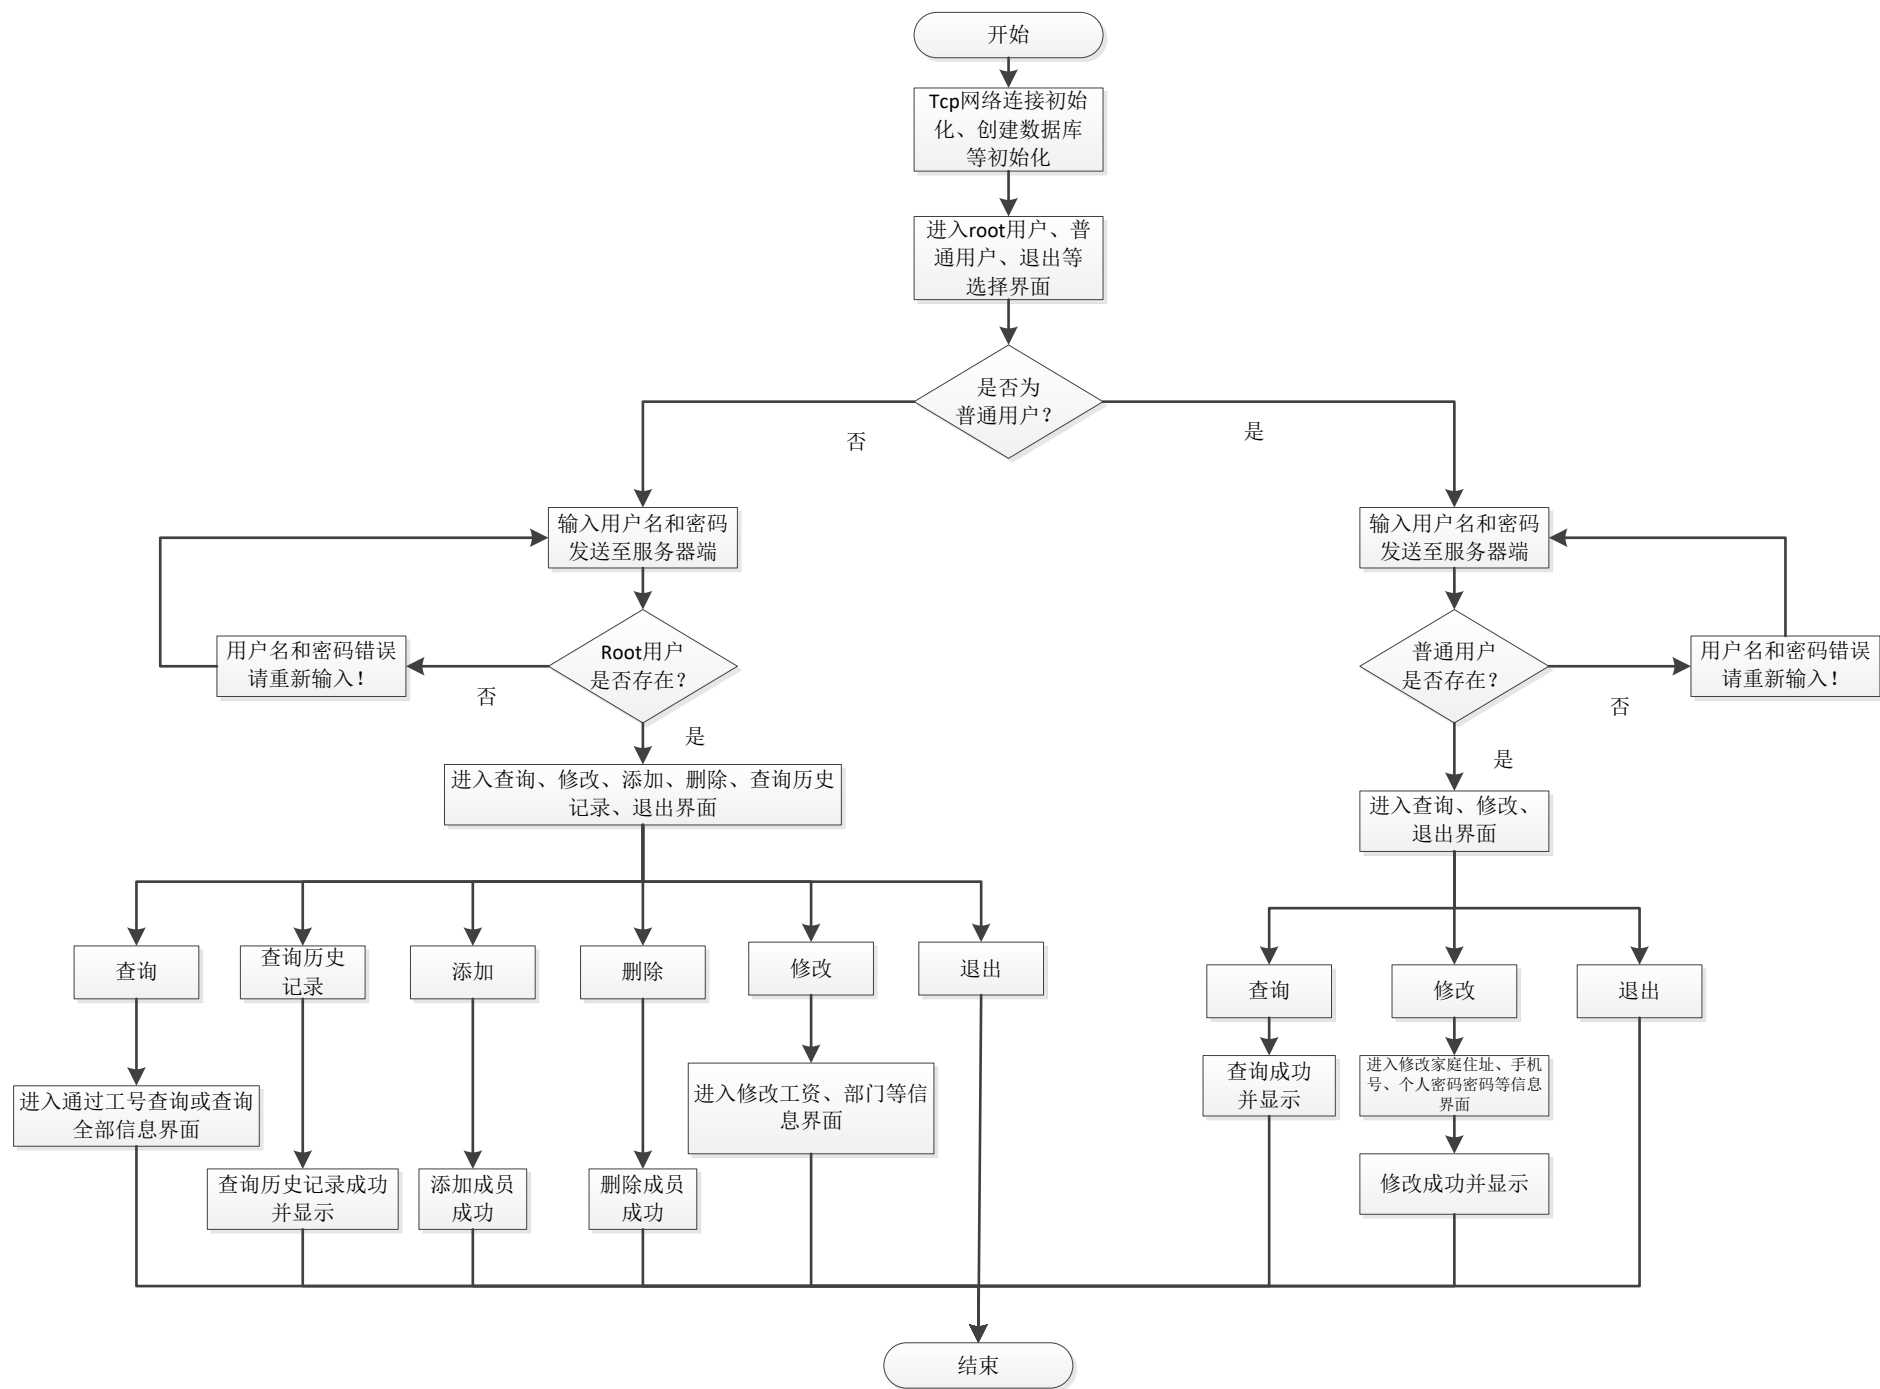 开始
Tcp网络连接初始
化、创建数据库
等初始化
进入root用户、普
通用户、退出等
选择界面
是否为
普通用户？
否
是
输入用户名和密码
发送至服务器端
输入用户名和密码
发送至服务器端
用户名和密码错误
请重新输入！
否
Root用户
是否存在？
是
普通用户
是否存在？
否
是
用户名和密码错误
请重新输入！
进入查询、修改、添加、删除、查询历史
记录、退出界面
进入查询、修改、
退出界面
查询
查询历史
记录
添加
删除
修改
退出
查询
修改
退出
进入通过工号查询或查询
全部信息界面
查询历史记录成功
并显示
添加成员
成功
删除成员
成功
进入修改工资、部门等信
息界面
查询成功
并显示
进入修改家庭住址、手机
号、个人密码密码等信息
界面
修改成功并显示
结束